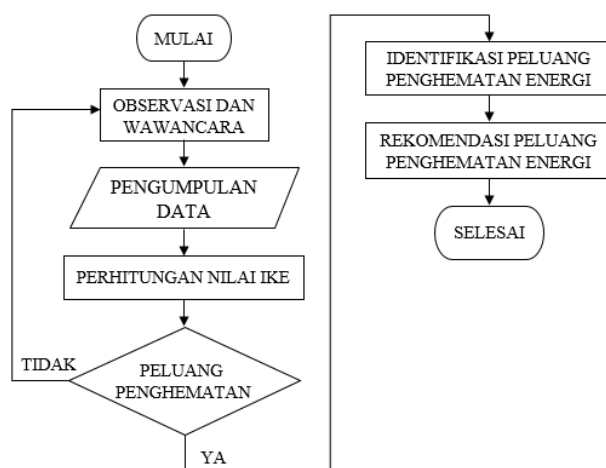 MULAI
OBSERVASI DAN
WAWANCARA
PENGUMPULAN
DATA
PERHITUNGAN NILAI IKE
TIDAK
PELUANG
PENGHEMATAN
YA
IDENTIFIKASI PELUANG
PENGHEMATAN ENERGI
REKOMENDASI PELUANG
PENGHEMATAN ENERGI
SELESAI